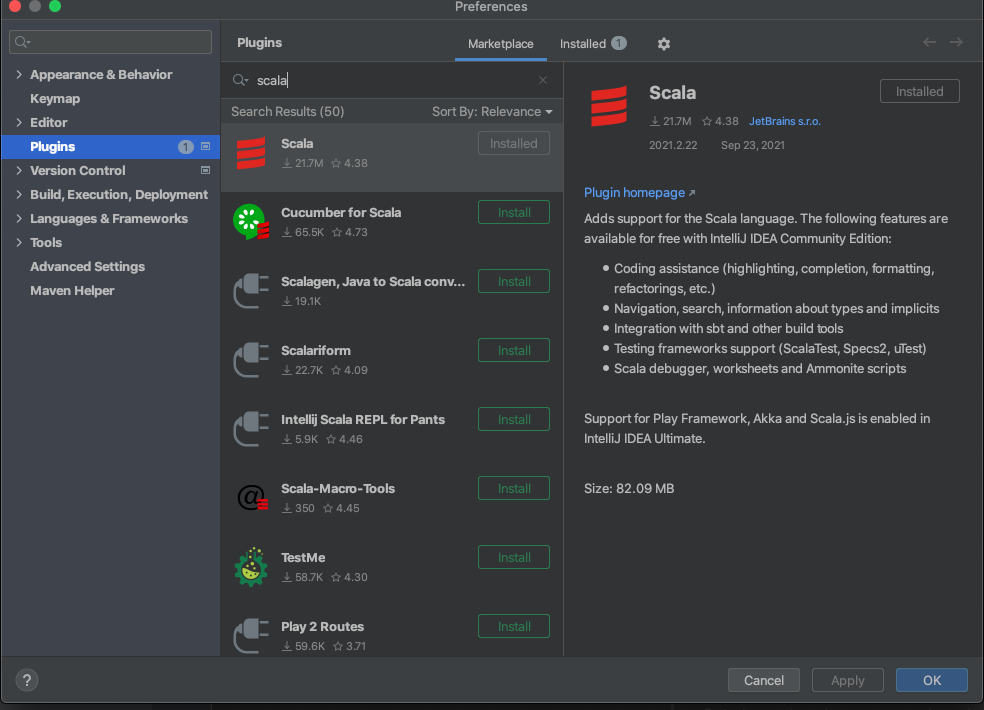 Preferences
Appearance & Behavior
Keymap
Editor
Plugins 1
Version Control
Build, Execution, Deployment
Languages & Frameworks
Tools
Advanced Settings
Maven Helper
Plugins
Marketplace
Installed 1
scala
Search Results (50)
Sort By: Relevance
Scala
21.7M 4.38
Installed
Cucumber for Scala
65.5K 4.73
Install
Scalagen, Java to Scala conv...
19.1K
Install
Scalariform
22.7K 4.09
Install
Intellij Scala REPL for Pants
5.9K 4.46
Install
@
Scala-Macro-Tools
350 4.45
Install
TestMe
58.7K 4.30
Install
Play 2 Routes
59.6K 3.71
Install
Scala
Installed
21.7M 4.38 JetBrains s.r.o.
2021.2.22 Sep 23, 2021
Plugin homepage ↗
Adds support for the Scala language. The following features are
available for free with IntelliJ IDEA Community Edition:
• Coding assistance (highlighting, completion, formatting,
refactorings, etc.)
• Navigation, search, information about types and implicits
• Integration with sbt and other build tools
• Testing frameworks support (ScalaTest, Specs2, uTest)
• Scala debugger, worksheets and Ammonite scripts
Support for Play Framework, Akka and Scala.js is enabled in
IntelliJ IDEA Ultimate.
Size: 82.09 MB
?
Cancel
Apply
OK